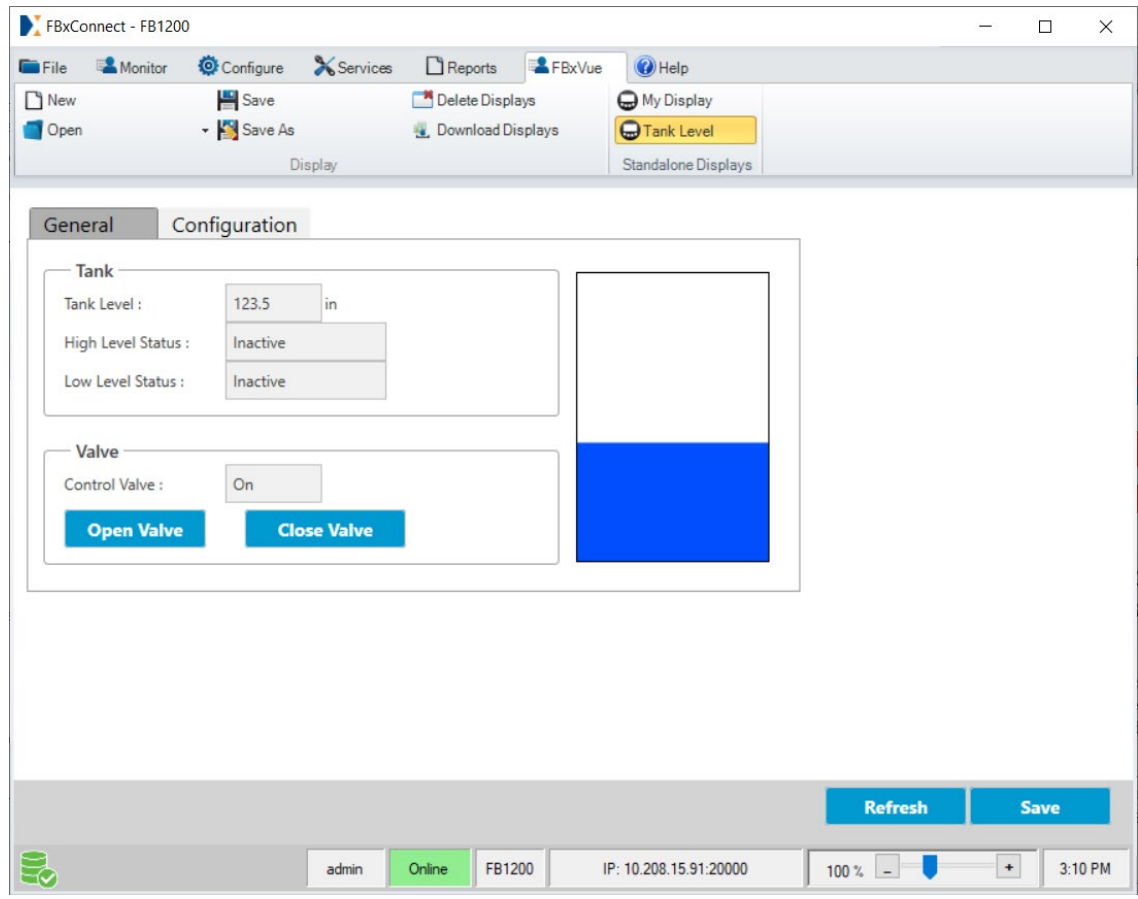 FBxConnect - FB1200
File Monitor Configure Services Reports FBxVue Help
New Save Delete Displays My Display
Open Save As Download Displays Tank Level
Display Standalone Displays
General Configuration
Tank
Tank Level : 123.5 in
High Level Status : Inactive
Low Level Status : Inactive
Valve
Control Valve : On
Open Valve Close Valve
Refresh Save
admin Online FB1200 IP: 10.208.15.91:20000 100 % - + 3:10 PM